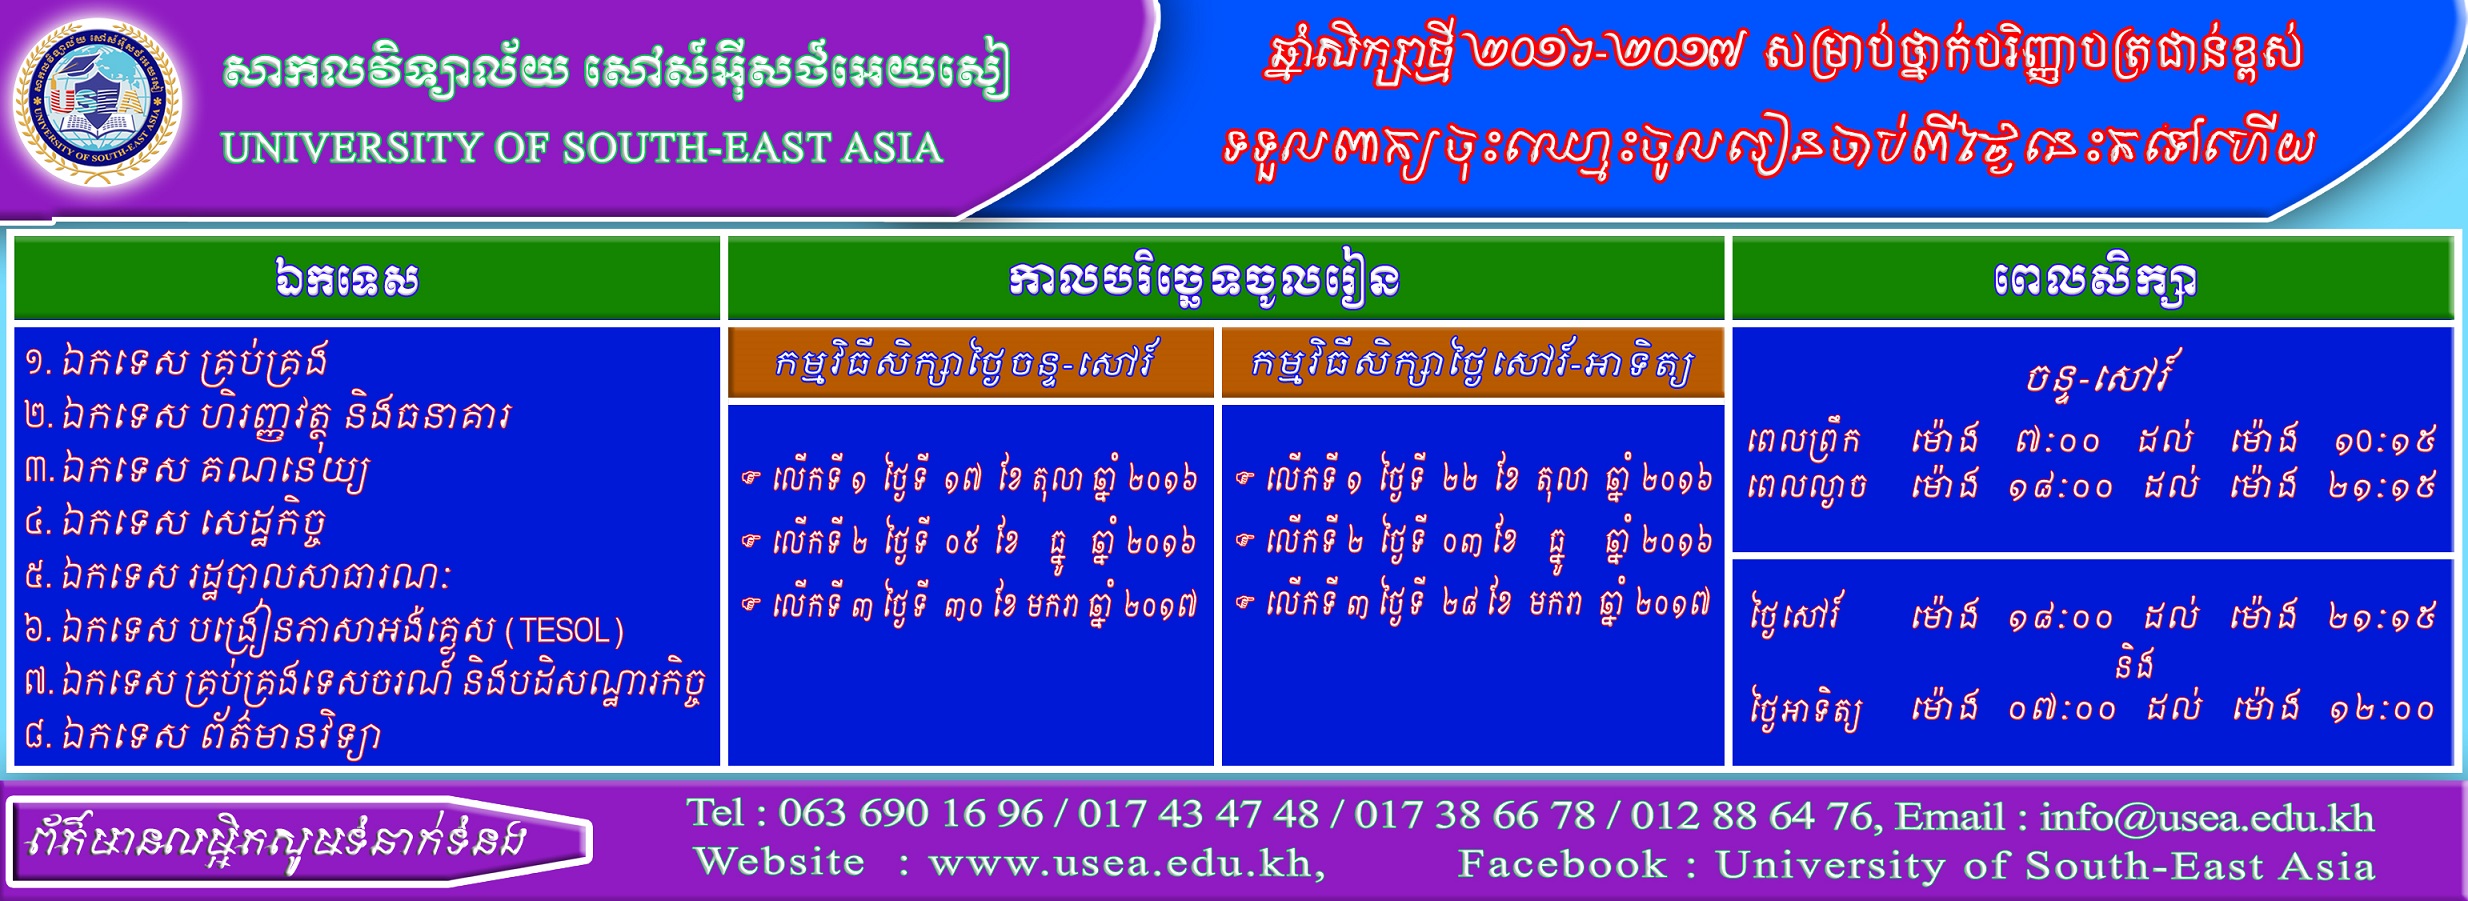 សាកលវិទ្យាល័យ សៅស៍អ៊ីសថ៍អេយសៀ
UNIVERSITY OF SOUTH-EAST ASIA
USEA
UNIVERSITY OF SOUTH-EAST ASIA
ឆ្នាំសិក្សាថ្មី ២០១៦-២០១៧ សម្រាប់ថ្នាក់បរិញ្ញាបត្រជាន់ខ្ពស់
ទទួលពាក្យចុះឈ្មោះចូលរៀនចាប់ពីថ្ងៃនេះតទៅហើយ
ឯកទេស
១. ឯកទេស គ្រប់គ្រង
២. ឯកទេស ហិរញ្ញវត្ថុ និងធនាគារ
៣. ឯកទេស គណនេយ្យ
៤. ឯកទេស សេដ្ឋកិច្ច
៥. ឯកទេស រដ្ឋបាលសាធារណៈ
៦. ឯកទេស បង្រៀនភាសាអង់គ្លេស (TESOL)
៧. ឯកទេស គ្រប់គ្រងទេសចរណ៍ និងបដិសណ្ឋារកិច្ច
៨. ឯកទេស ព័ត៌មានវិទ្យា
កាលបរិច្ឆេទចូលរៀន
កម្មវិធីសិក្សាថ្ងៃចន្ទ-សៅរ៍
☞ លើកទី ១ ថ្ងៃទី ១៧ ខែ តុលា ឆ្នាំ ២០១៦
☞ លើកទី ២ ថ្ងៃទី ០៥ ខែ ធ្នូ ឆ្នាំ ២០១៦
☞ លើកទី ៣ ថ្ងៃទី ៣០ ខែ មករា ឆ្នាំ ២០១៧
កម្មវិធីសិក្សាថ្ងៃសៅរ៍-អាទិត្យ
☞ លើកទី ១ ថ្ងៃទី ២២ ខែ តុលា ឆ្នាំ ២០១៦
☞ លើកទី ២ ថ្ងៃទី ០៣ ខែ ធ្នូ ឆ្នាំ ២០១៦
☞ លើកទី ៣ ថ្ងៃទី ២៨ ខែ មករា ឆ្នាំ ២០១៧
ពេលសិក្សា
ចន្ទ-សៅរ៍
ពេលព្រឹក ម៉ោង ៧:០០ ដល់ ម៉ោង ១០:១៥
ពេលល្ងាច ម៉ោង ១៨:០០ ដល់ ម៉ោង ២១:១៥
ថ្ងៃសៅរ៍ ម៉ោង ១៨:០០ ដល់ ម៉ោង ២១:១៥
និង
ថ្ងៃអាទិត្យ ម៉ោង ០៧:០០ ដល់ ម៉ោង ១២:០០
ព័ត៌មានលម្អិតសូមទំនាក់ទំនង
Tel : 063 690 16 96 / 017 43 47 48 / 017 38 66 78 / 012 88 64 76, Email : info@usea.edu.kh
Website : www.usea.edu.kh, Facebook : University of South-East Asia